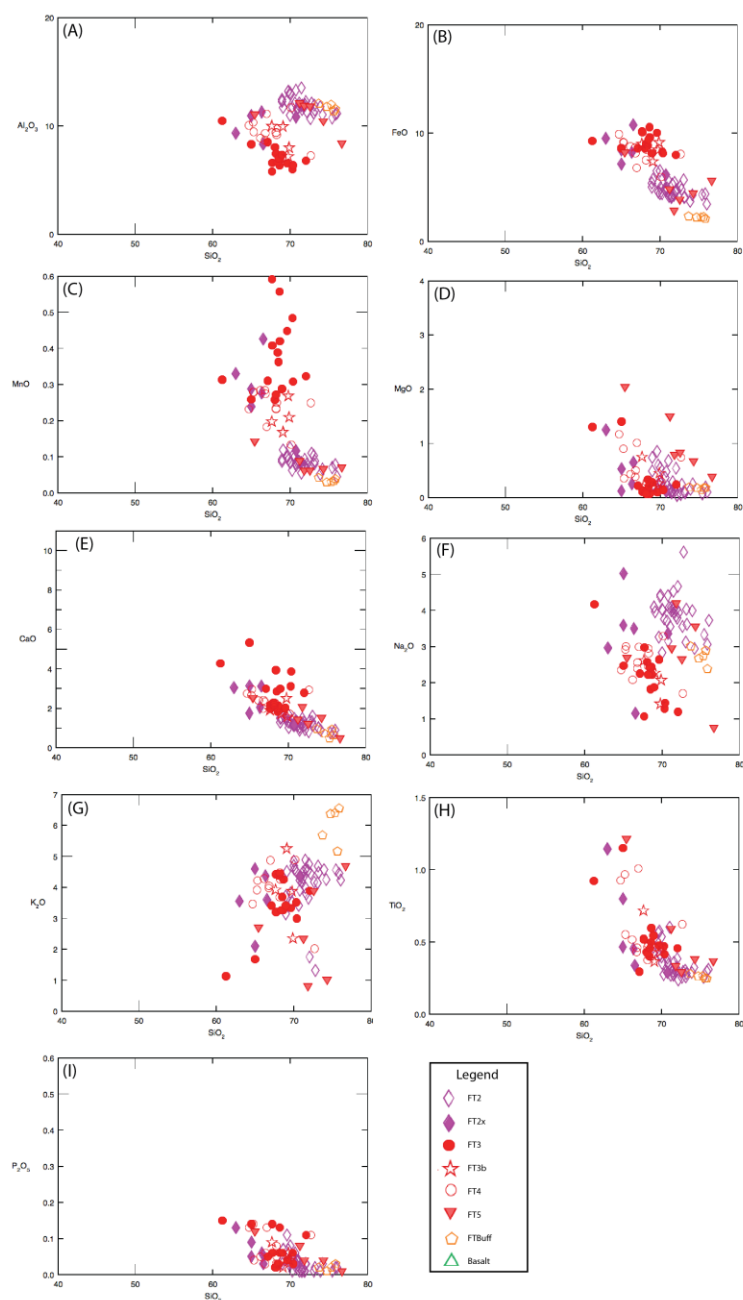 (A)
20
10
0
Al2O3
40 50 60 70 80
SiO2
(B)
20
10
0
FeO
40 50 60 70 80
SiO2
(C)
0.6
0.5
0.4
0.3
0.2
0.1
0.0
MnO
40 50 60 70 80
SiO2
(D)
4
3
2
1
0
MgO
40 50 60 70 80
SiO2
(E)
10
8
6
4
2
0
CaO
40 50 60 70 80
SiO2
(F)
6
5
4
3
2
1
0
Na2O
40 50 60 70 80
SiO2
(G)
7
6
5
4
3
2
1
0
K2O
40 50 60 70 80
SiO2
(H)
1.5
1.0
0.5
0.0
TiO2
40 50 60 70 80
SiO2
(I)
0.6
0.5
0.4
0.3
0.2
0.1
0.0
P2O5
40 50 60 70 80
SiO2
Legend
FT2
FT2x
FT3
FT3b
FT4
FT5
FTBuff
Basalt